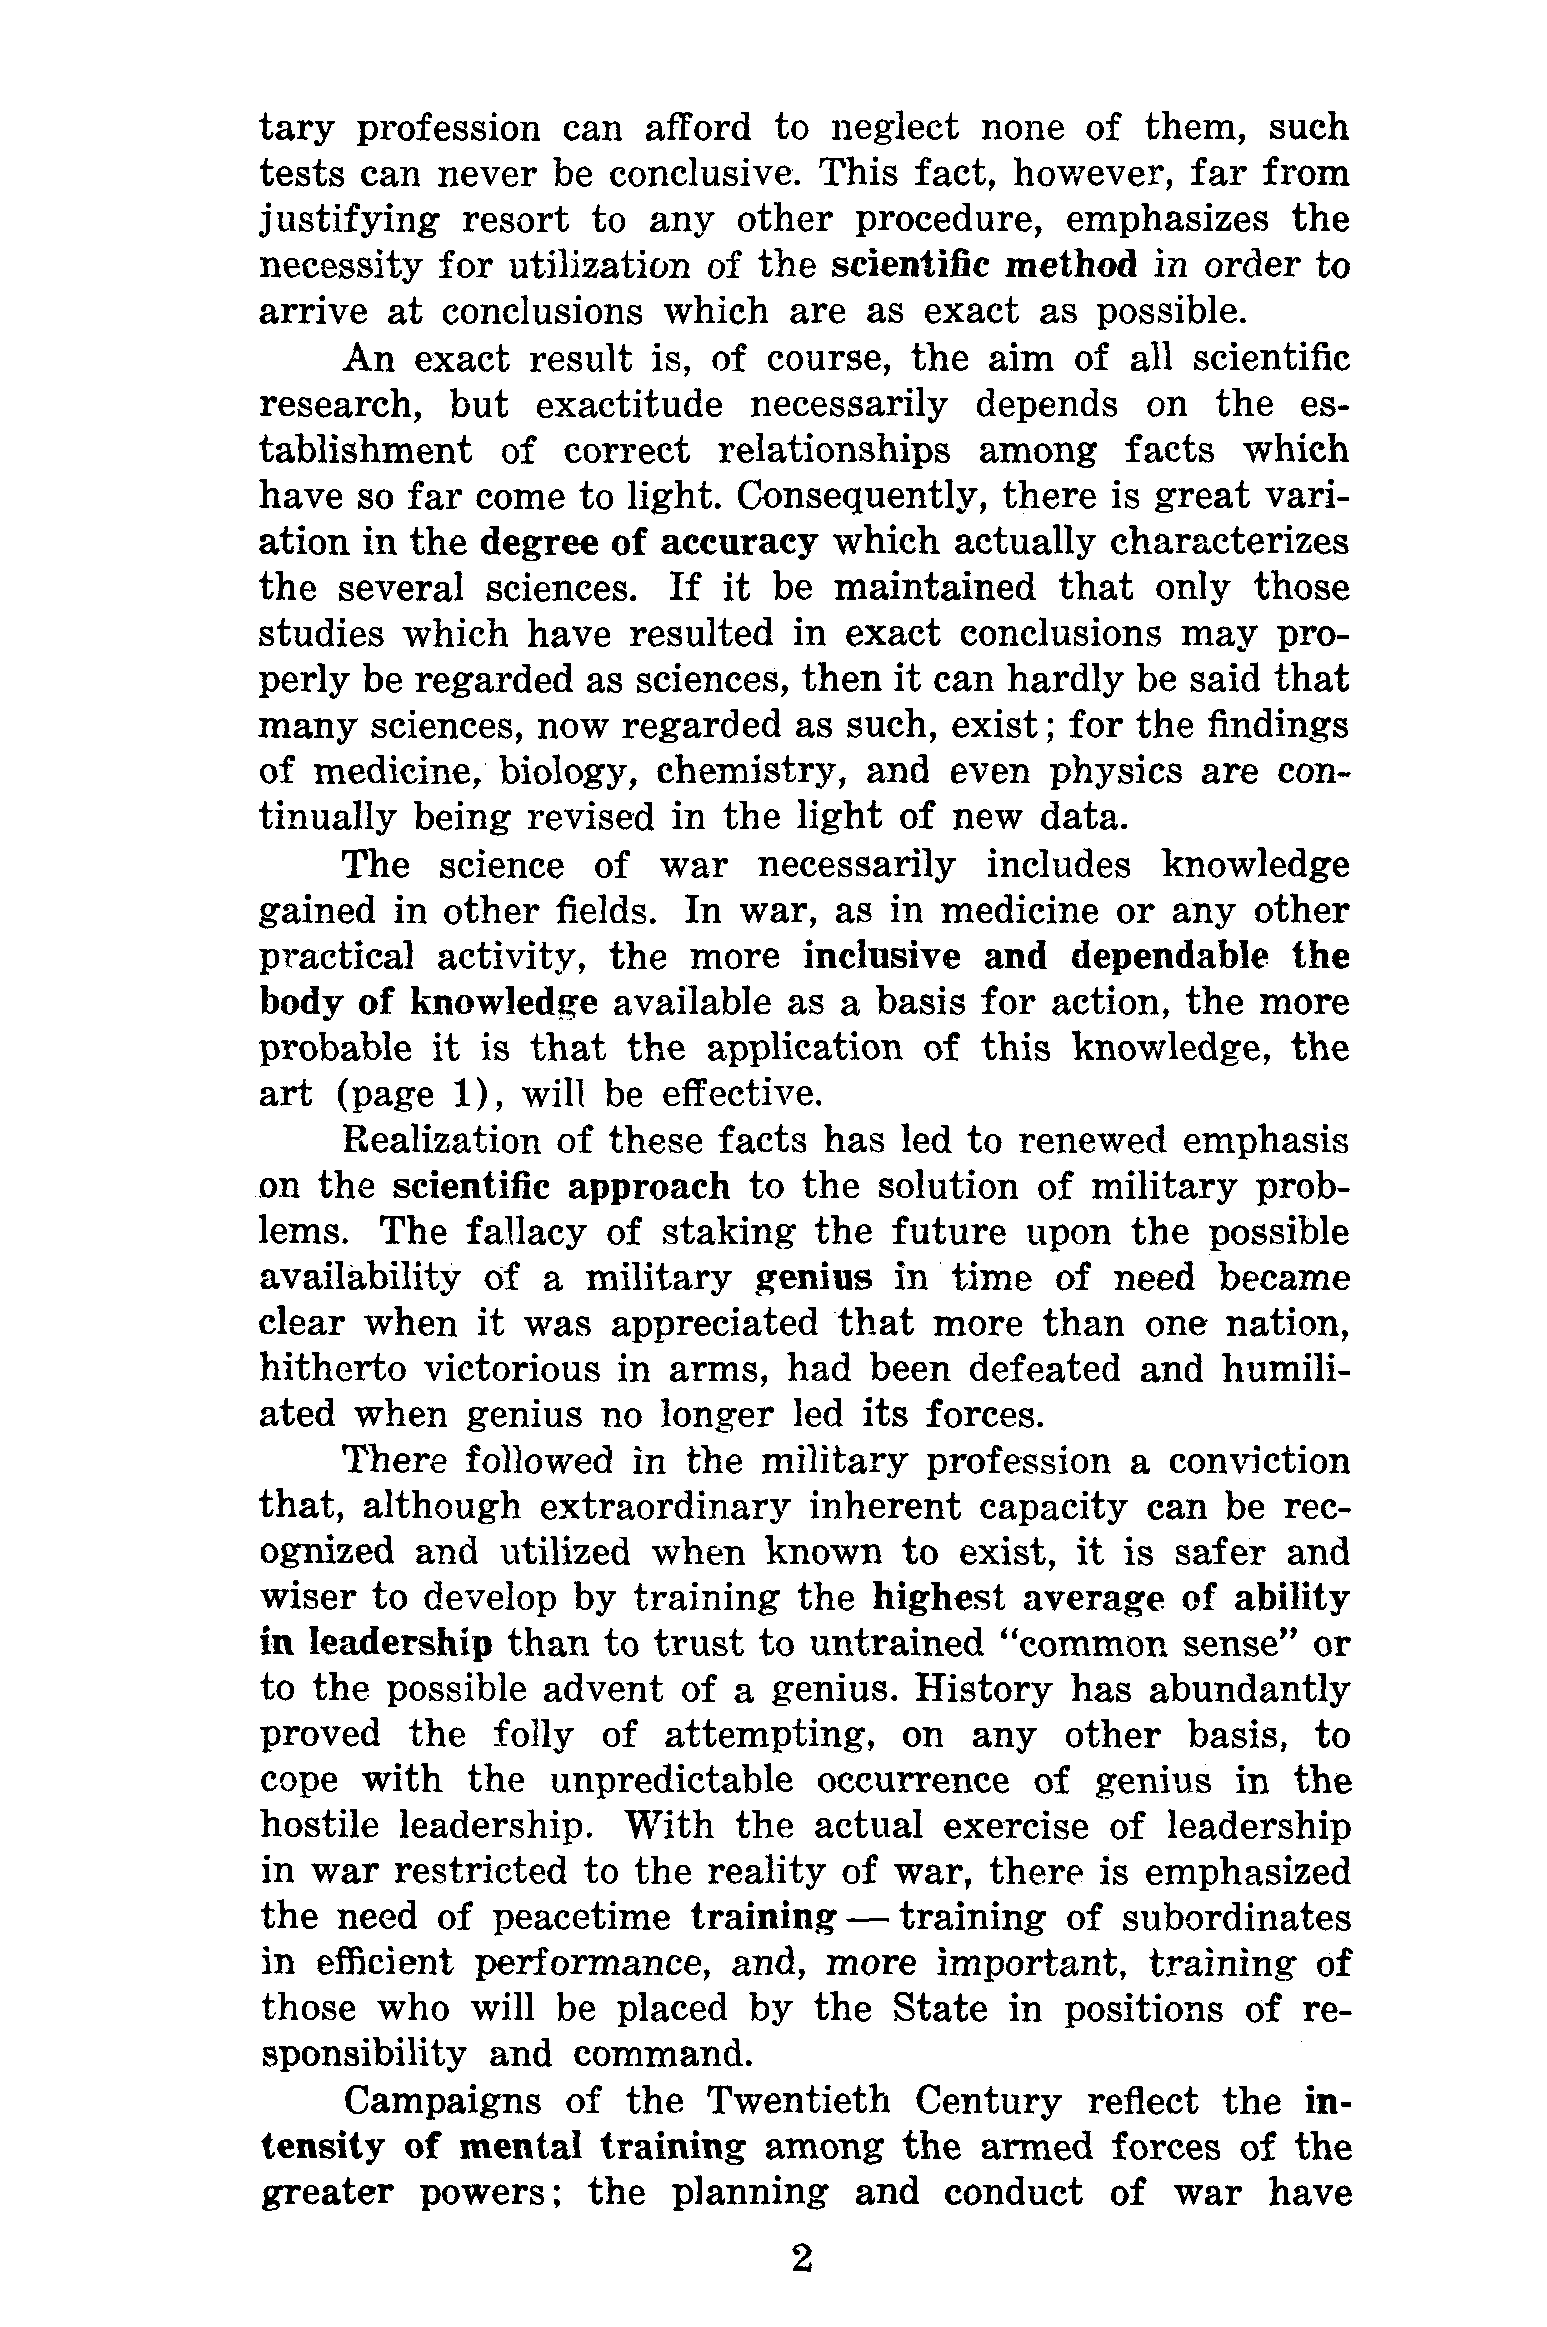 tary profession can afford to neglect none of them, such
tests can never be conclusive. This fact, however, far from
justifying resort to any other procedure, emphasizes the
necessity for utilization of the scientific method in order to
arrive at conclusions which are as exact as possible.
An exact result is, of course, the aim of all scientific
research, but exactitude necessarily depends on the es-
tablishment of correct relationships among facts which
have so far come to light. Consequently, there is great vari-
ation in the degree of accuracy which actually characterizes
the several sciences. If it be maintained that only those
studies which have resulted in exact conclusions may pro-
perly be regarded as sciences, then it can hardly be said that
many sciences, now regarded as such, exist; for the findings
of medicine, biology, chemistry, and even physics are con-
tinually being revised in the light of new data.
The science of war necessarily includes knowledge
gained in other fields. In war, as in medicine or any other
practical activity, the more inclusive and dependable the
body of knowledge available as a basis for action, the more
probable it is that the application of this knowledge, the
art (page 1), will be effective.
Realization of these facts has led to renewed emphasis
on the scientific approach to the solution of military prob-
lems. The fallacy of staking the future upon the possible
availability of a military genius in time of need became
clear when it was appreciated that more than one nation,
hitherto victorious in arms, had been defeated and humili-
ated when genius no longer led its forces.
There followed in the military profession a conviction
that, although extraordinary inherent capacity can be rec-
ognized and utilized when known to exist, it is safer and
wiser to develop by training the highest average of ability
in leadership than to trust to untrained “common sense” or
to the possible advent of a genius. History has abundantly
proved the folly of attempting, on any other basis, to
cope with the unpredictable occurrence of genius in the
hostile leadership. With the actual exercise of leadership
in war restricted to the reality of war, there is emphasized
the need of peacetime training — training of subordinates
in efficient performance, and, more important, training of
those who will be placed by the State in positions of re-
sponsibility and command.
Campaigns of the Twentieth Century reflect the in-
tensity of mental training among the armed forces of the
greater powers; the planning and conduct of war have
2